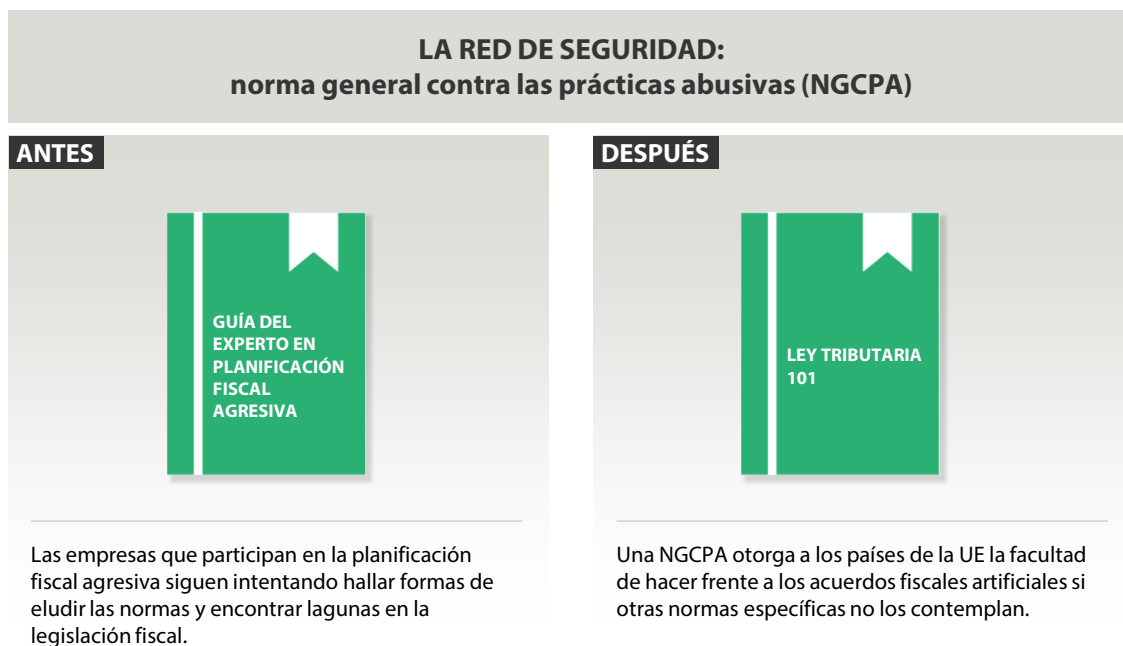 LA RED DE SEGURIDAD:
norma general contra las prácticas abusivas (NGCPA)
ANTES
GUÍA DEL
EXPERTO EN
PLANIFICACIÓN
FISCAL
AGRESIVA
Las empresas que participan en la planificación
fiscal agresiva siguen intentando hallar formas de
eludir las normas y encontrar lagunas en la
legislación fiscal.
DESPUÉS
LEY TRIBUTARIA
101
Una NGCPA otorga a los países de la UE la facultad
de hacer frente a los acuerdos fiscales artificiales si
otras normas específicas no los contemplan.